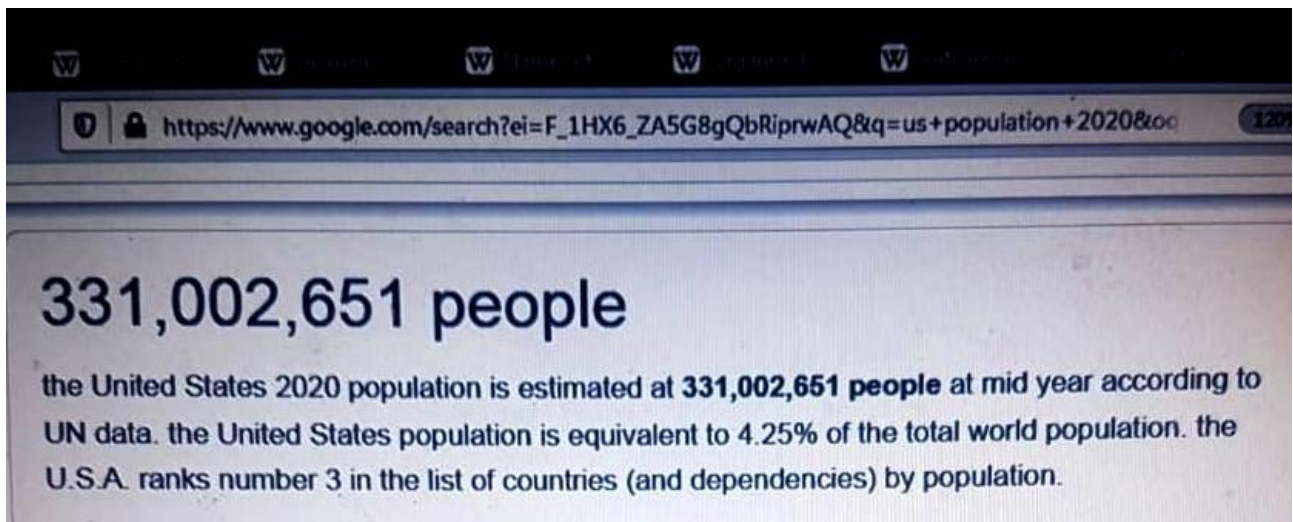 W W W W W
https://www.google.com/search?ei=F_1HX6_ZA5G8gQbRiprwAQ&q=us+population+2020&oq
120%
331,002,651 people
the United States 2020 population is estimated at 331,002,651 people at mid year according to
UN data. the United States population is equivalent to 4.25% of the total world population. the
U.S.A. ranks number 3 in the list of countries (and dependencies) by population.